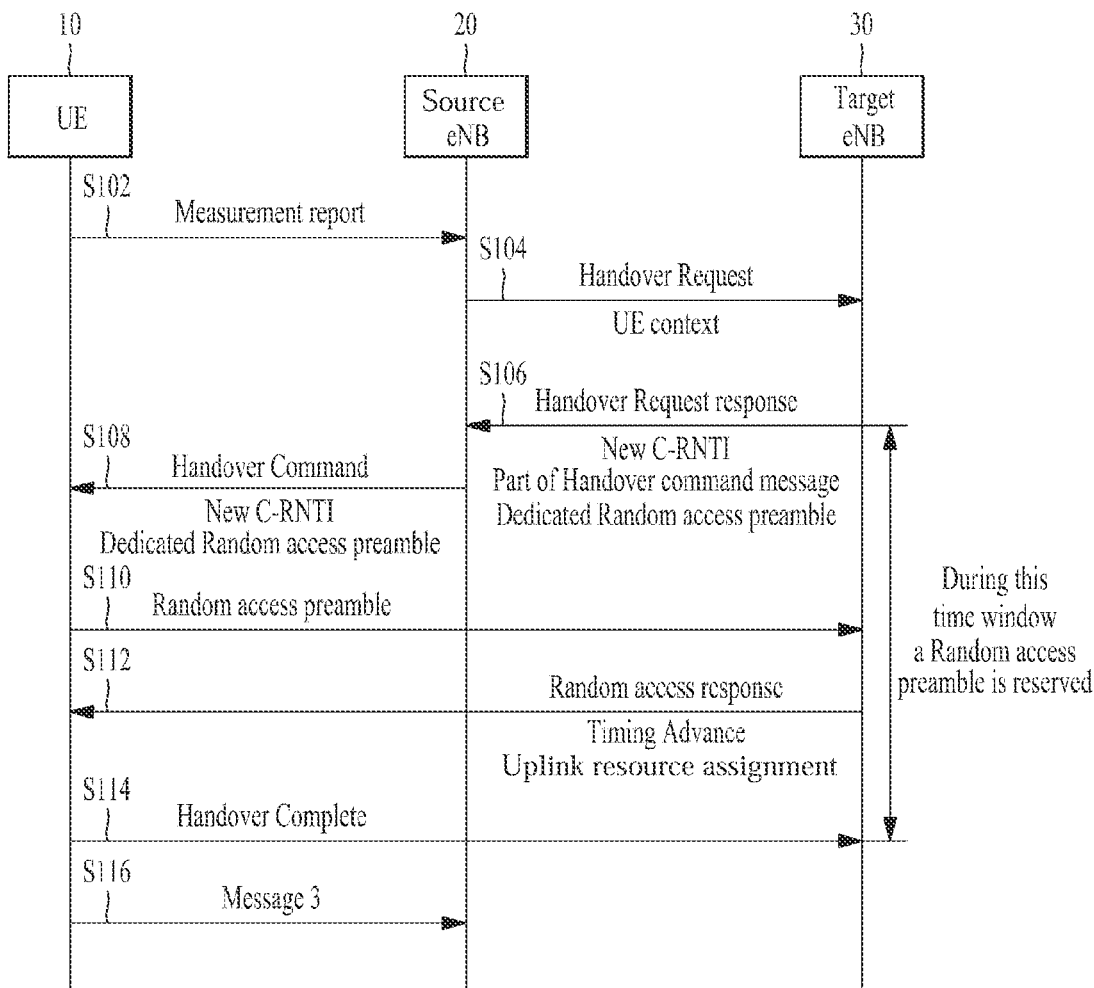 10
20
30
UE
Source
eNB
Target
eNB
S102
Measurement report
S104
Handover Request
UE context
S106
Handover Request response
New C-RNTI
Part of Handover command message
Dedicated Random access preamble
S108
Handover Command
New C-RNTI
Dedicated Random access preamble
S110
Random access preamble
During this
time window
a Random access
preamble is reserved
S112
Random access response
Timing Advance
Uplink resource assignment
S114
Handover Complete
S116
Message 3